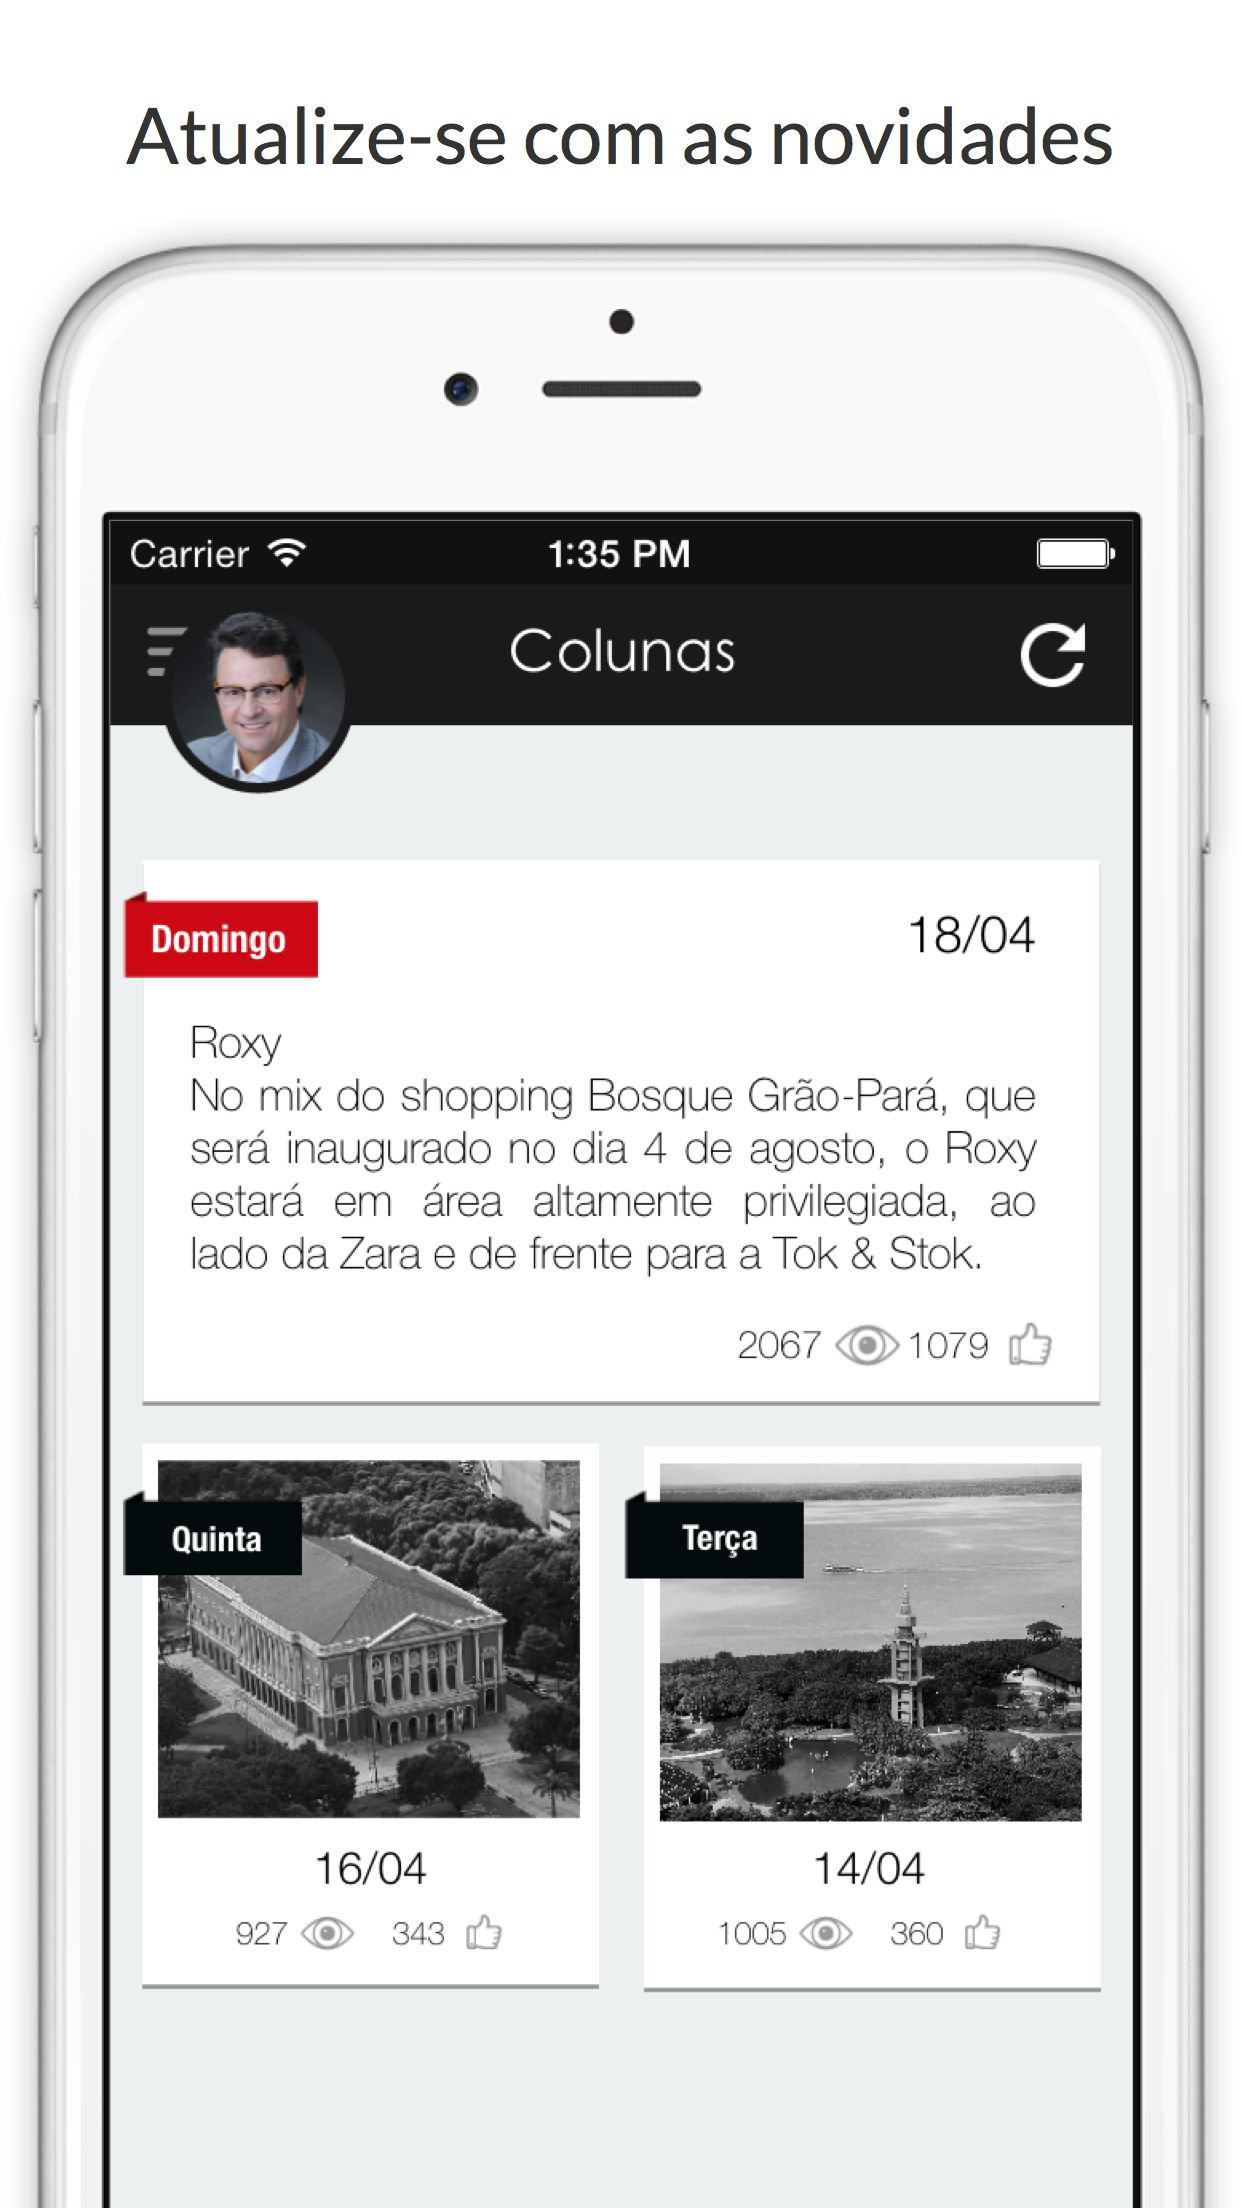 Atualize-se com as novidades
Carrier 1:35 PM
Colunas
Domingo
18/04
Roxy
No mix do shopping Bosque Grão-Pará, que
será inaugurado no dia 4 de agosto, o Roxy
estará em área altamente privilegiada, ao
lado da Zara e de frente para a Tok & Stok.
2067 1079
Quinta
16/04
927 343
Terça
14/04
1005 360